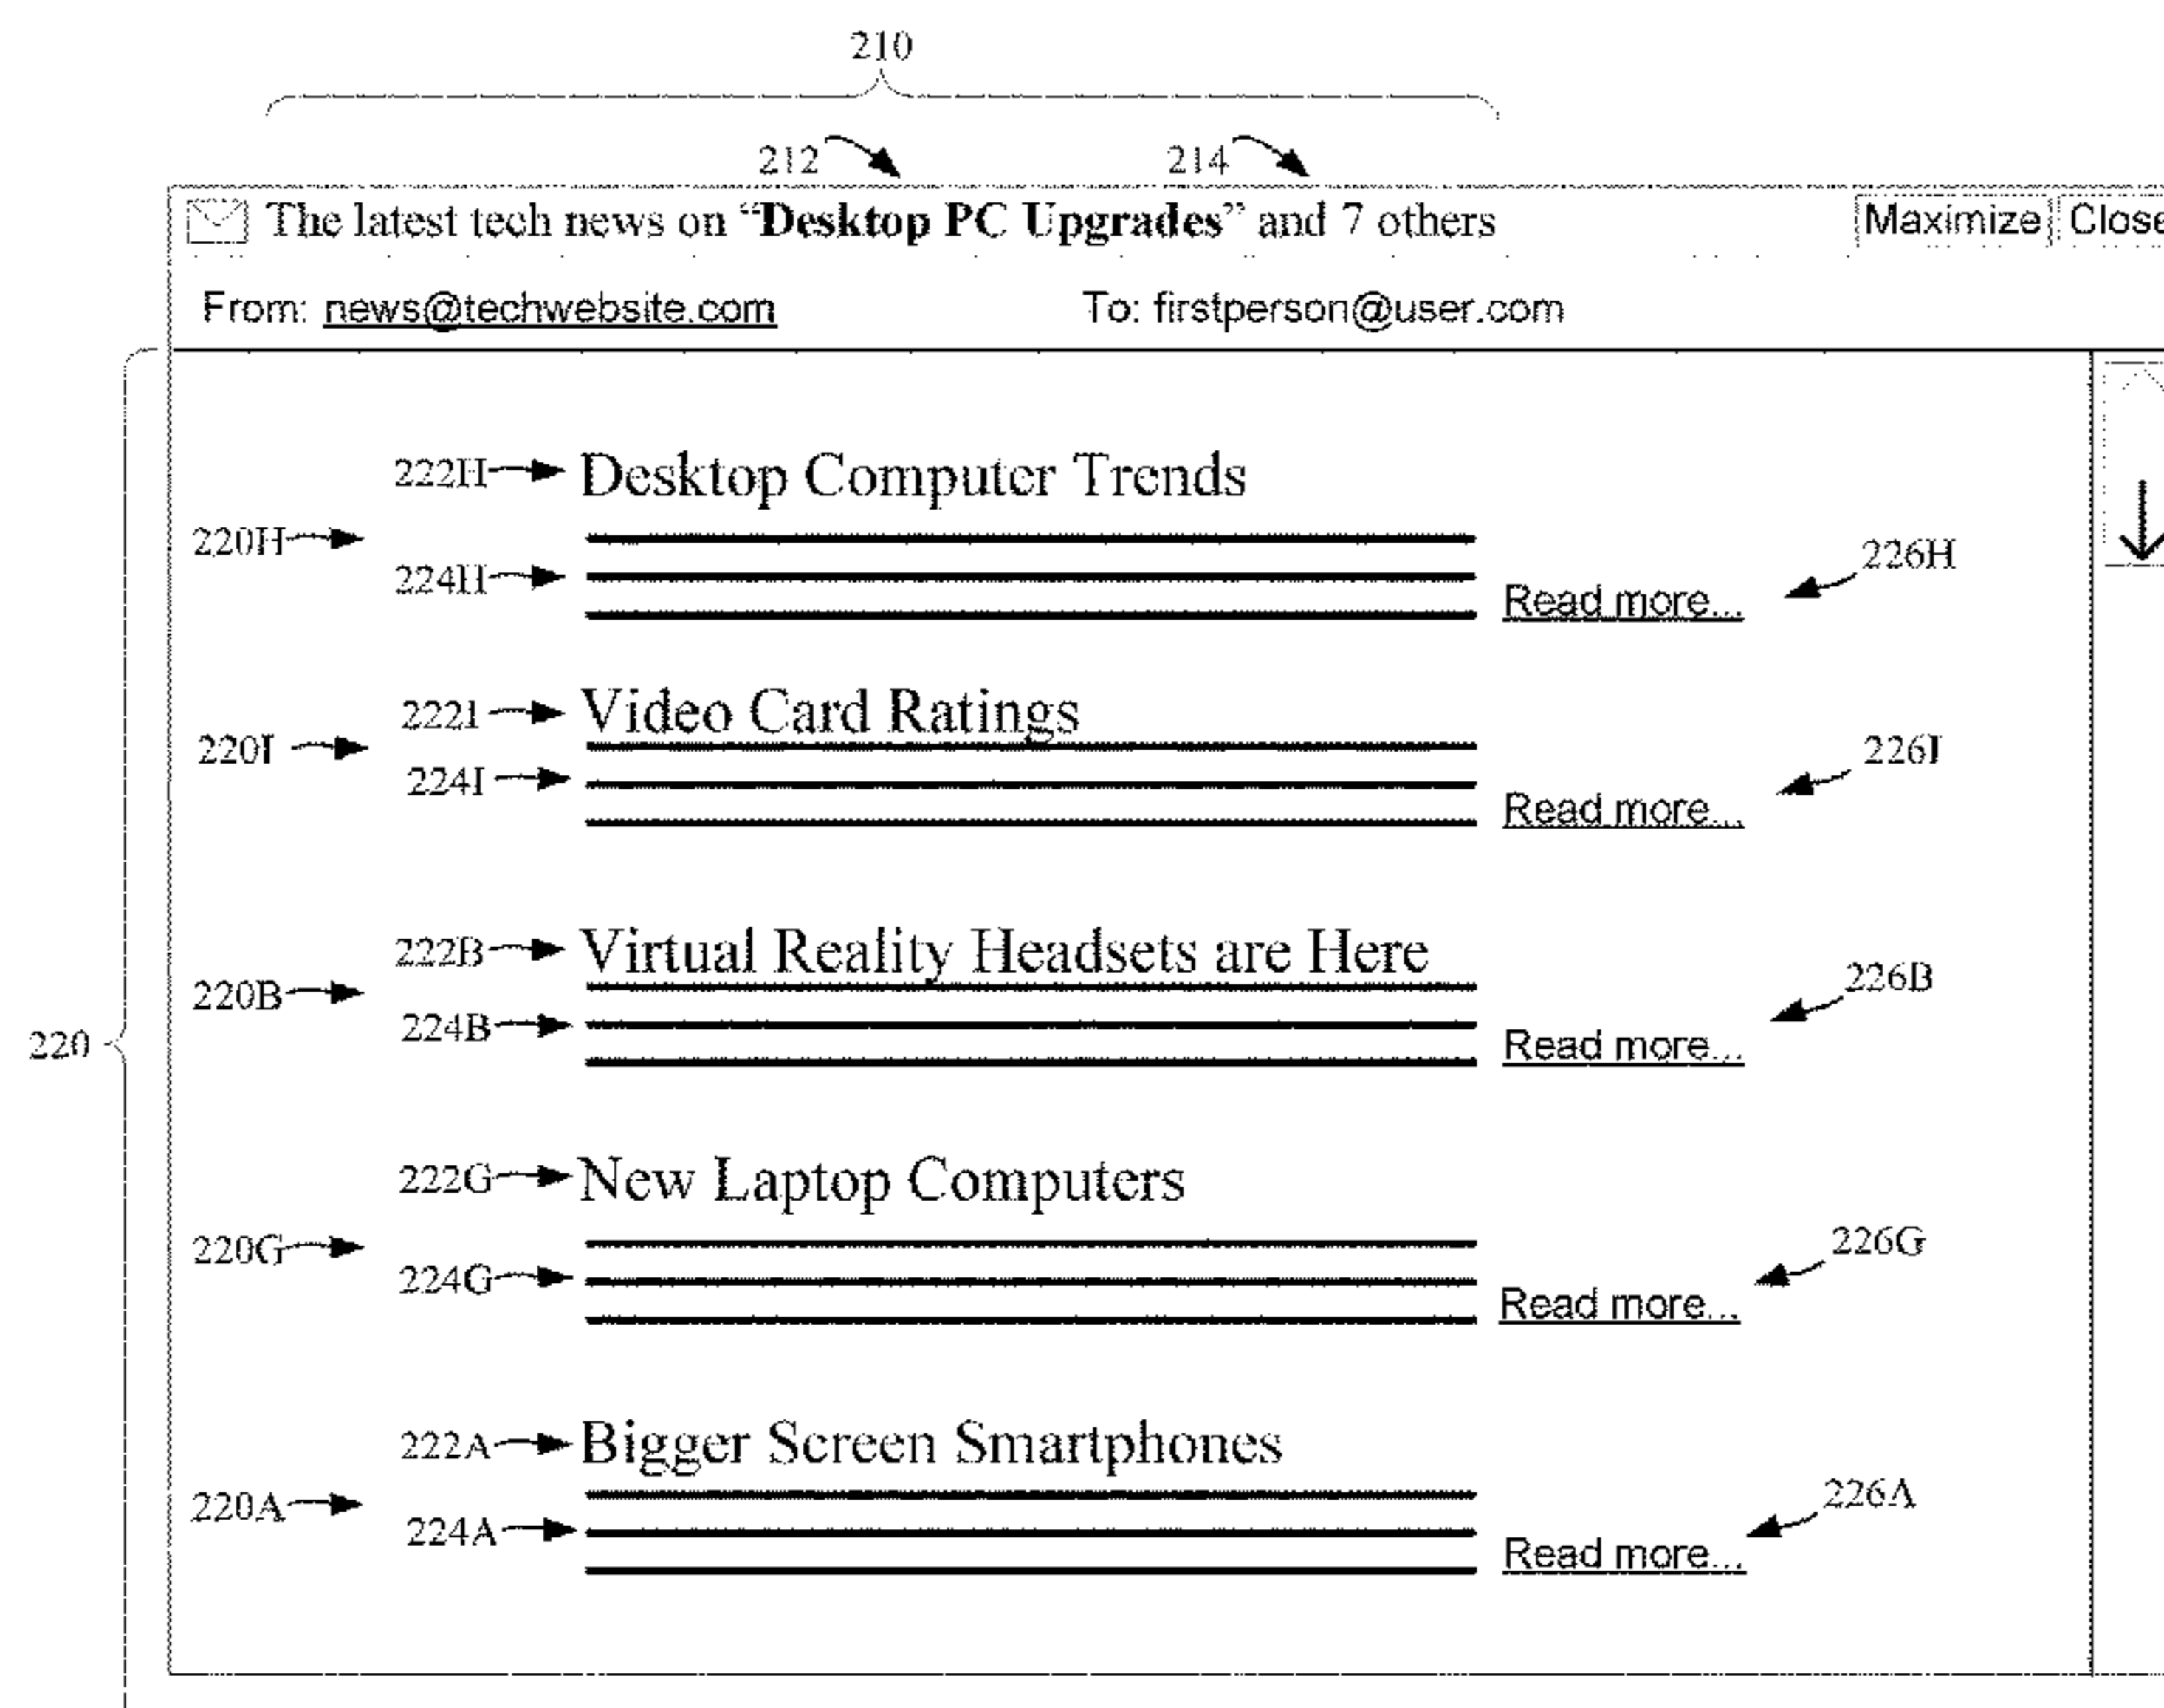 210
212 214
The latest tech news on “Desktop PC Upgrades” and 7 others Maximize Close
From: news@techwebsite.com To: firstperson@user.com
222H Desktop Computer Trends
220H
224H 226H
Read more...
222I Video Card Ratings
220I 226I
224I
Read more...
222B Virtual Reality Headsets are Here
220B 226B
224B
220 Read more...
222G New Laptop Computers
220G 226G
224G
Read more...
222A Bigger Screen Smartphones
220A 226A
224A
Read more...